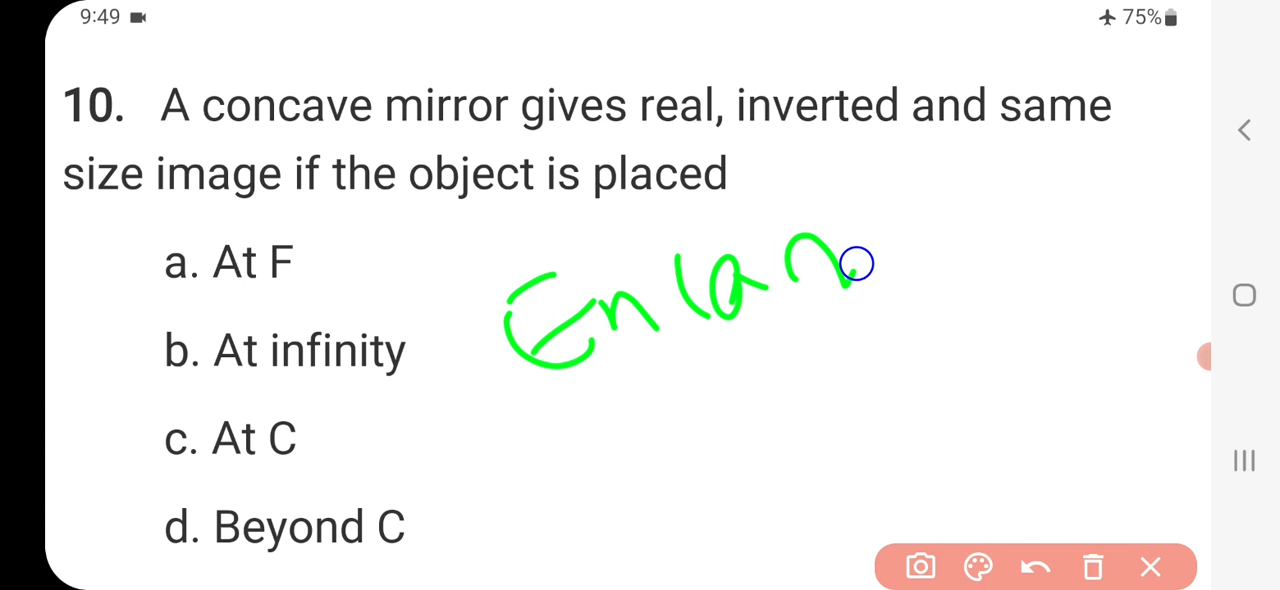 9:49
75%
10. A concave mirror gives real, inverted and same
size image if the object is placed
a. At F
b. At infinity
c. At C
d. Beyond C